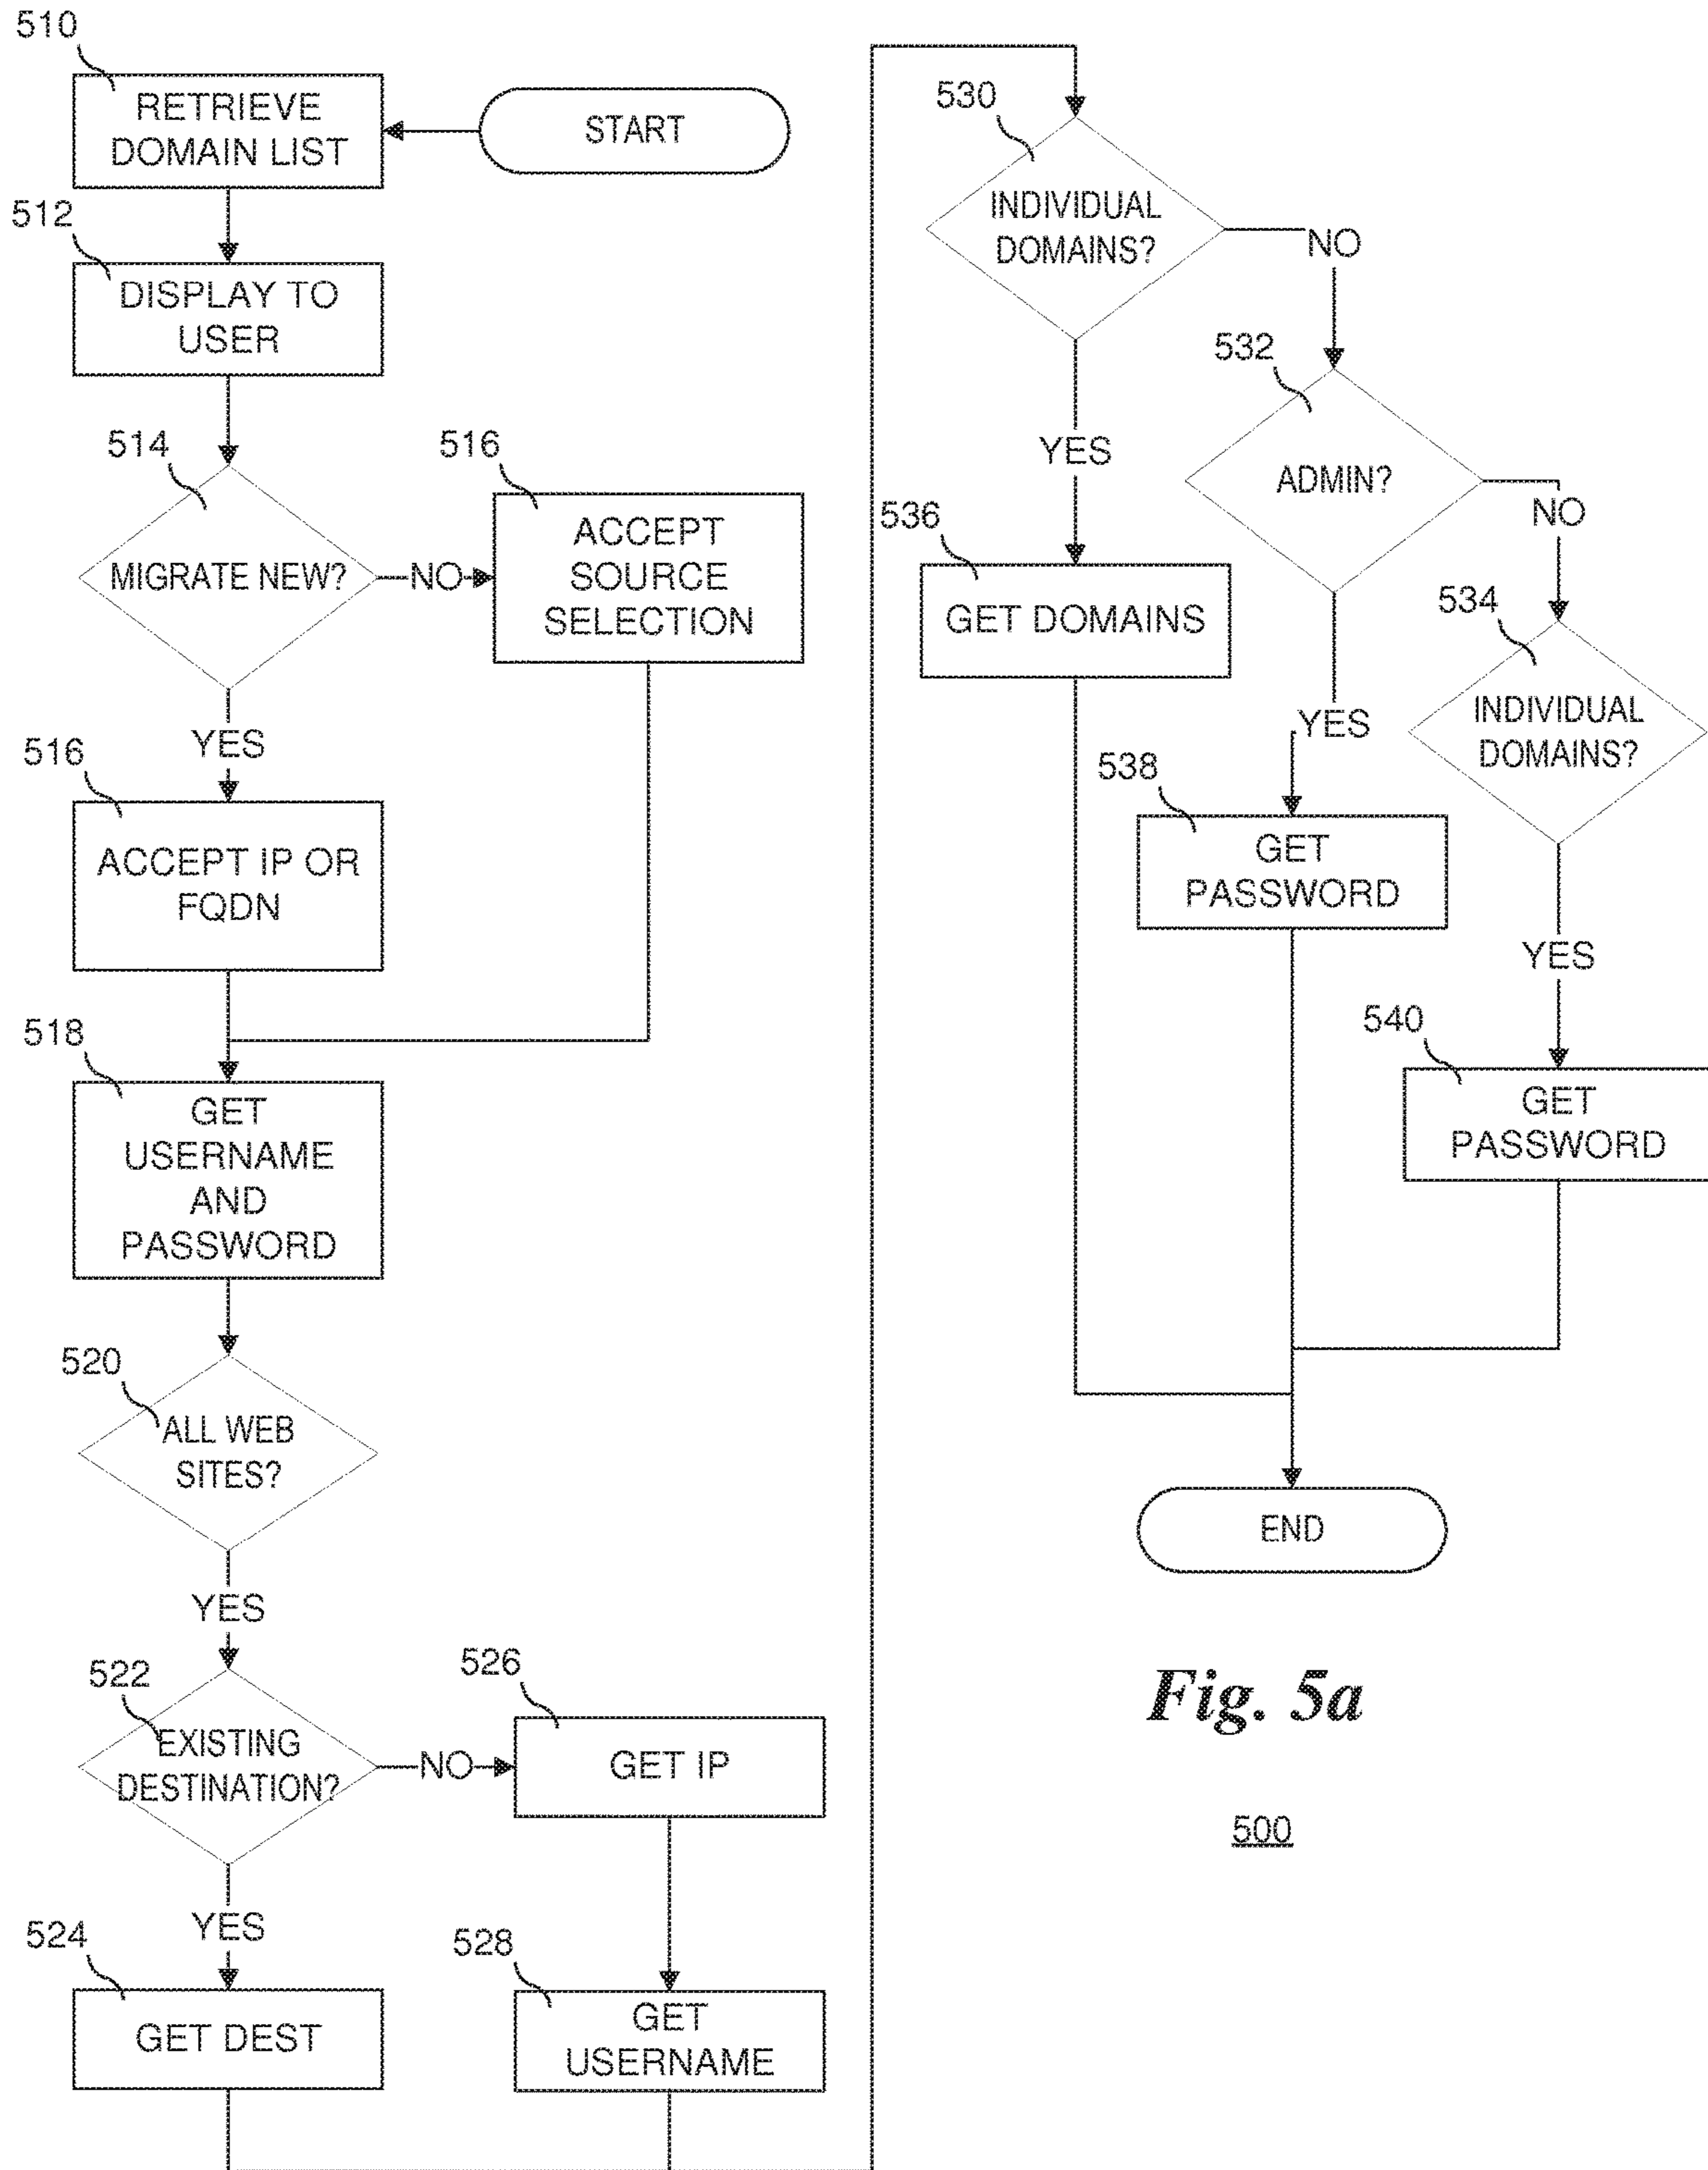 510
RETRIEVE
DOMAIN LIST
START
512
DISPLAY TO
USER
514
MIGRATE NEW?
NO
516
ACCEPT
SOURCE
SELECTION
YES
516
ACCEPT IP OR
FQDN
518
GET
USERNAME
AND
PASSWORD
520
ALL WEB
SITES?
YES
522
EXISTING
DESTINATION?
NO
526
GET IP
YES
524
GET DEST
528
GET
USERNAME
530
INDIVIDUAL
DOMAINS?
NO
YES
532
ADMIN?
NO
YES
536
GET DOMAINS
534
INDIVIDUAL
DOMAINS?
YES
538
GET
PASSWORD
540
GET
PASSWORD
END
Fig. 5a
500